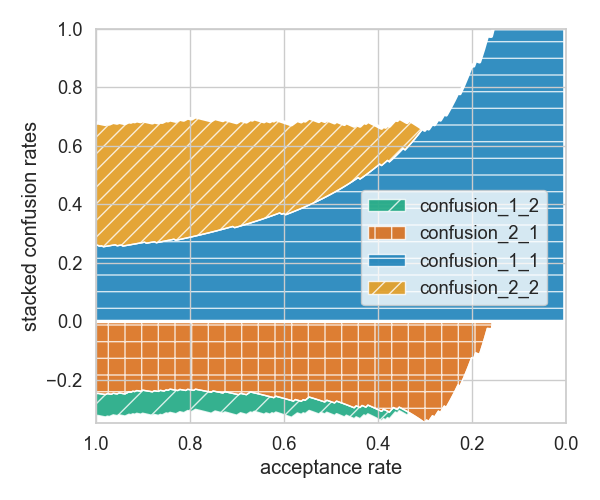 1.0
0.8
0.6
0.4
0.2
0.0
−0.2
stacked confusion rates
confusion_1_2
confusion_2_1
confusion_1_1
confusion_2_2
1.0 0.8 0.6 0.4 0.2 0.0
acceptance rate